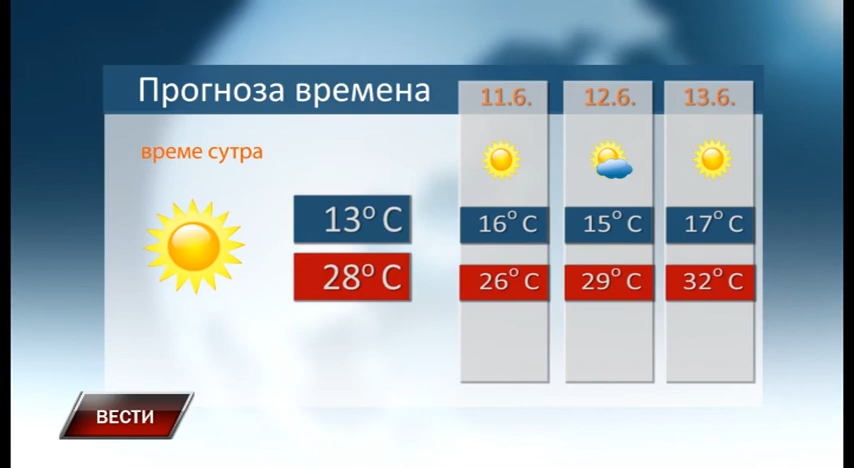 Прогноза времена
време сутра
13° C
28° C
11.6.
16° C
26° C
12.6.
15° C
29° C
13.6.
17° C
32° C
ВЕСТИ